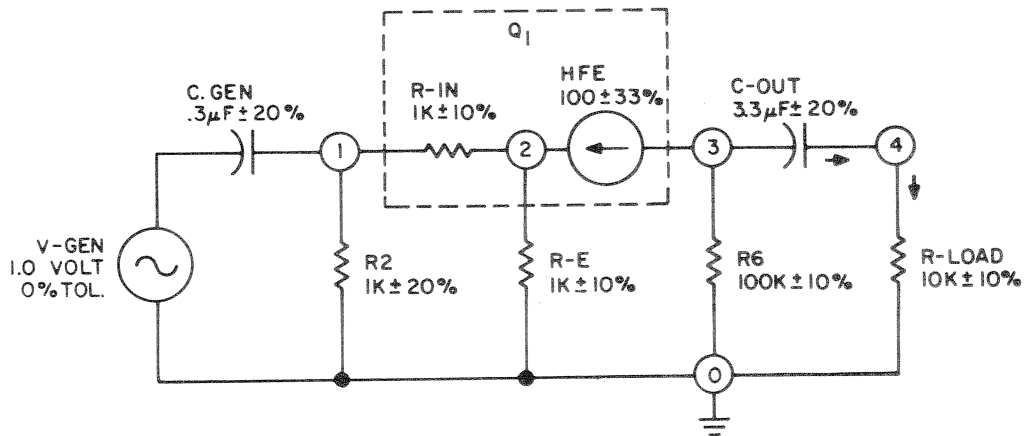 Q1
C.GEN
.3µF±20%
R-IN
1K±10%
HFE
100±33%
C-OUT
3.3µF±20%
1
2
3
4
V-GEN
1.0 VOLT
0% TOL.
R2
1K±20%
R-E
1K±10%
R6
100K±10%
R-LOAD
10K±10%
0